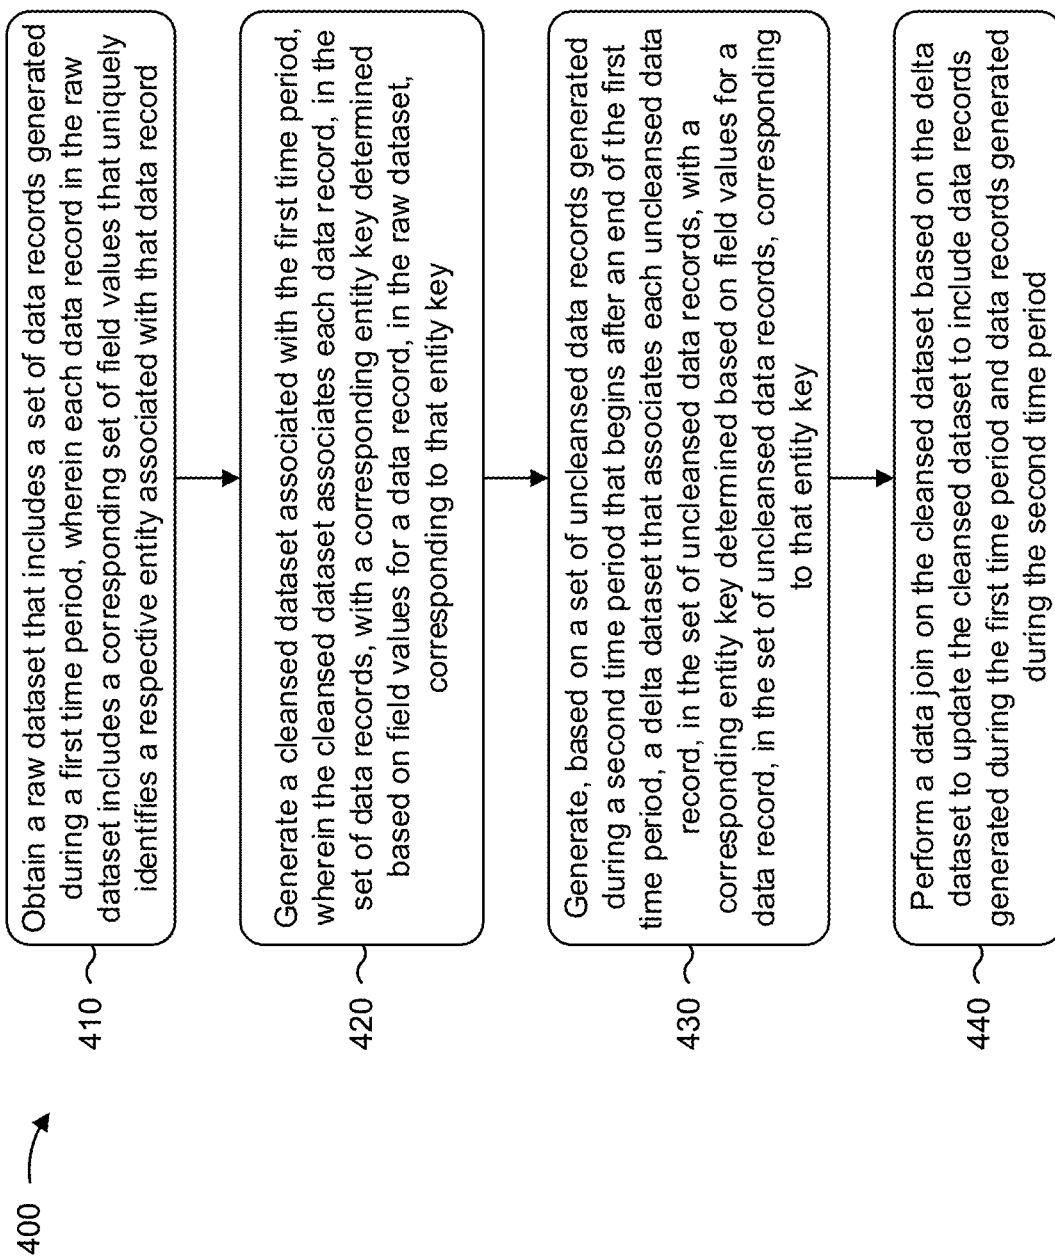 400
410
Obtain a raw dataset that includes a set of data records generated
during a first time period, wherein each data record in the raw
dataset includes a corresponding set of field values that uniquely
identifies a respective entity associated with that data record
420
Generate a cleansed dataset associated with the first time period,
wherein the cleansed dataset associates each data record, in the
set of data records, with a corresponding entity key determined
based on field values for a data record, in the raw dataset,
corresponding to that entity key
430
Generate, based on a set of uncleansed data records generated
during a second time period that begins after an end of the first
time period, a delta dataset that associates each uncleansed data
record, in the set of uncleansed data records, with a
corresponding entity key determined based on field values for a
data record, in the set of uncleansed data records, corresponding
to that entity key
440
Perform a data join on the cleansed dataset based on the delta
dataset to update the cleansed dataset to include data records
generated during the first time period and data records generated
during the second time period